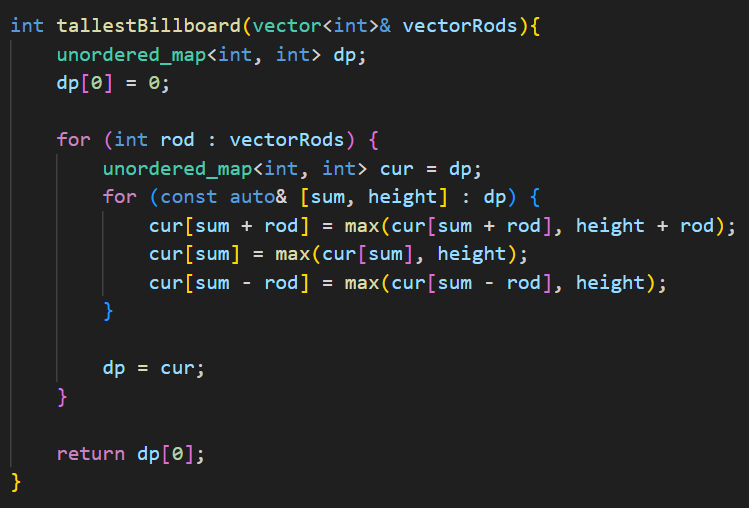 int tallestBillboard(vector<int>& vectorRods){
    unordered_map<int, int> dp;
    dp[0] = 0;

    for (int rod : vectorRods) {
        unordered_map<int, int> cur = dp;
        for (const auto& [sum, height] : dp) {
            cur[sum + rod] = max(cur[sum + rod], height + rod);
            cur[sum] = max(cur[sum], height);
            cur[sum - rod] = max(cur[sum - rod], height);
        }

        dp = cur;
    }

    return dp[0];
}